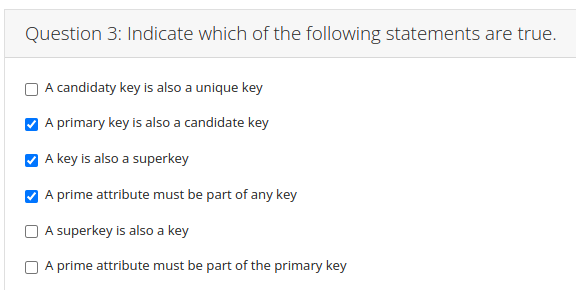 Question 3: Indicate which of the following statements are true.
A candidaty key is also a unique key
A primary key is also a candidate key
A key is also a superkey
A prime attribute must be part of any key
A superkey is also a key
A prime attribute must be part of the primary key